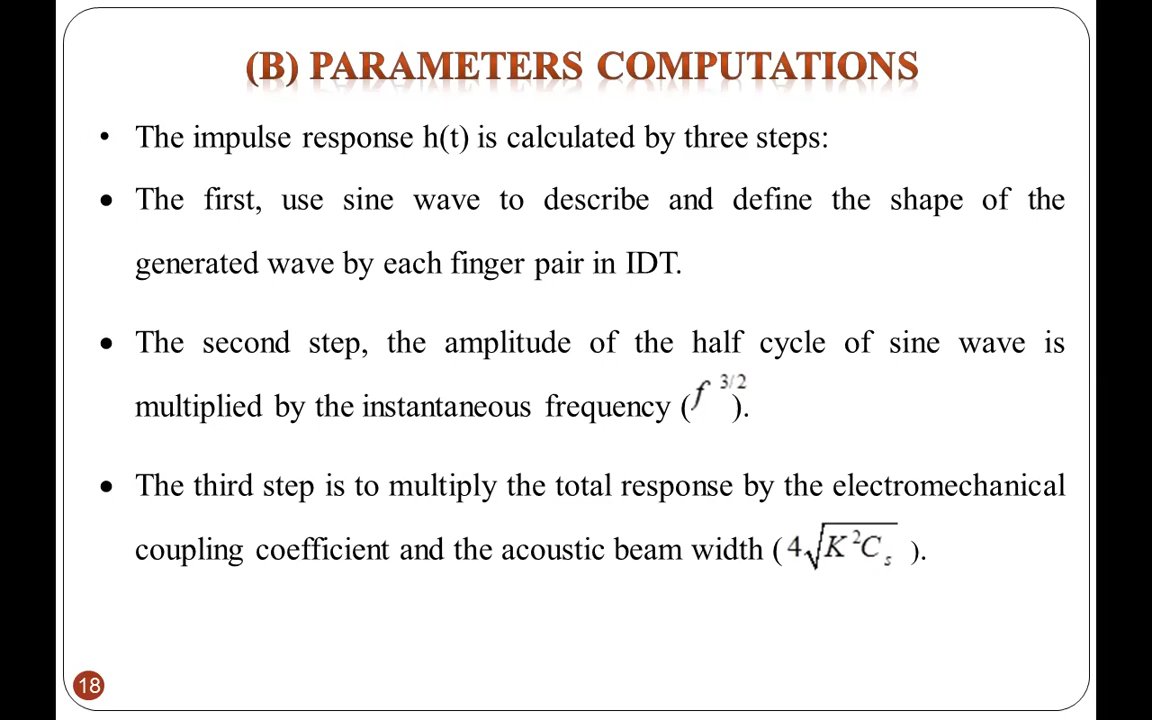 (B) PARAMETERS COMPUTATIONS
• The impulse response h(t) is calculated by three steps:
• The first, use sine wave to describe and define the shape of the
generated wave by each finger pair in IDT.
• The second step, the amplitude of the half cycle of sine wave is
multiplied by the instantaneous frequency (f^{3/2}).
• The third step is to multiply the total response by the electromechanical
coupling coefficient and the acoustic beam width (4√(K²C_s)).
18